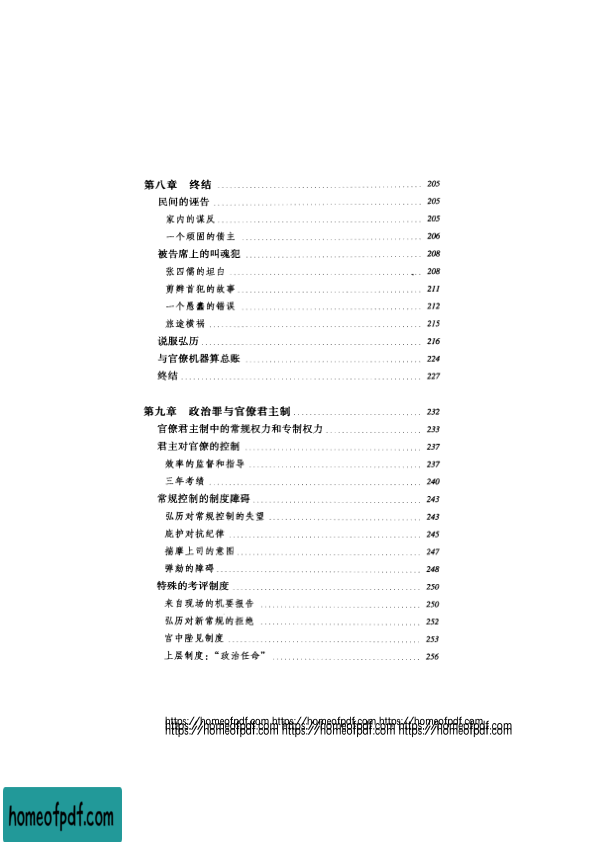 第八章 终结 205
民间的诬告 205
家内的谋反 205
一个顽固的债主 206
被告席上的叫魂犯 208
张四儒的坦白 208
剪辫首犯的故事 211
一个愚蠢的错误 212
旅途横祸 215
说服弘历 216
与官僚机器算总账 224
终结 227
第九章 政治罪与官僚君主制 232
官僚君主制中的常规权力和专制权力 233
君主对官僚的控制 237
效率的监督和指导 237
三年考绩 240
常规控制的制度障碍 243
弘历对常规控制的失望 243
庇护对抗纪律 245
揣摩上司的意图 247
弹劾的障碍 248
特殊的考评制度 250
来自现场的机要报告 250
弘历对新常规的拒绝 252
宫中陛见制度 253
上层制度：“政治任命” 256
https://homeofpdf.com https://homeofpdf.com https://homeofpdf.com
https://homeofpdf.com https://homeofpdf.com https://homeofpdf.com
https://homeofpdf.com https://homeofpdf.com https://homeofpdf.com
homeofpdf.com